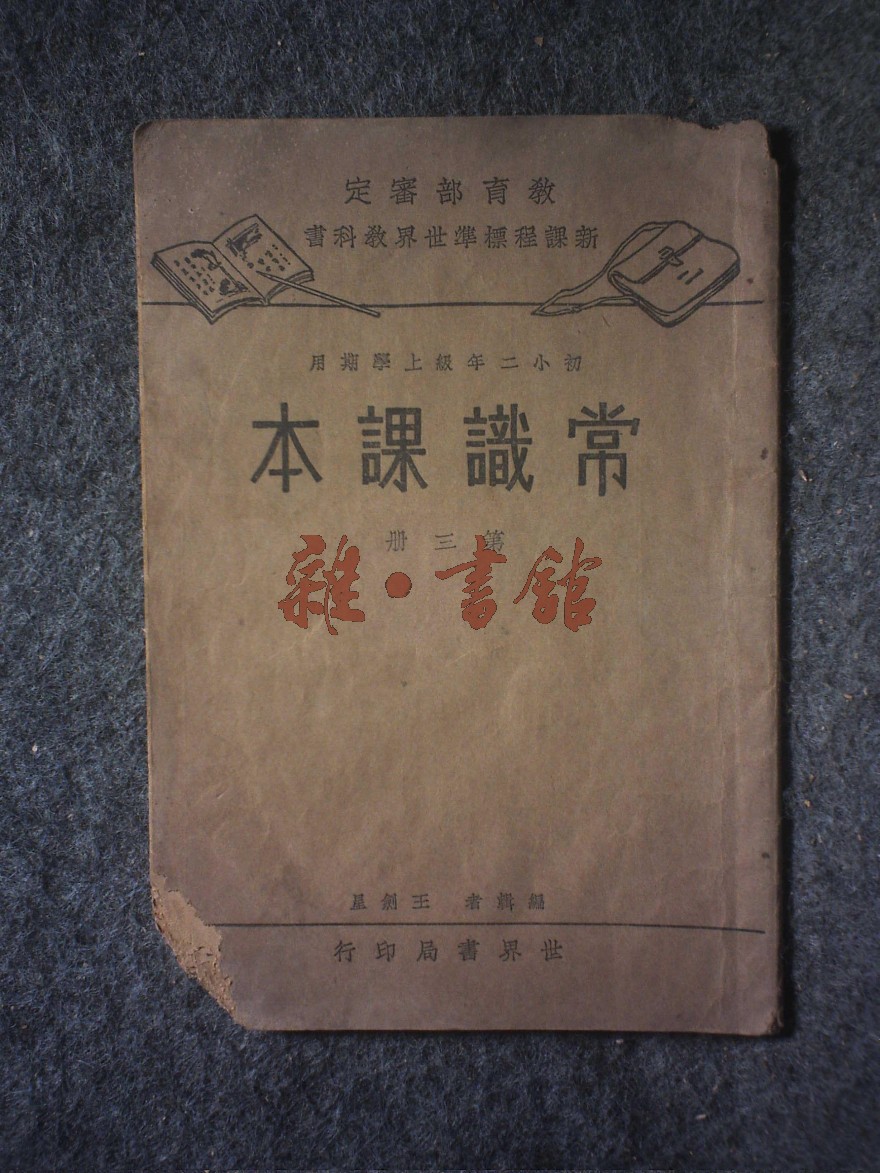 教育部審定
新課程標準世界教科書
初小二年級上學期用
常識課本
第三册
雜·書館
編輯者 王劍星
世界書局印行